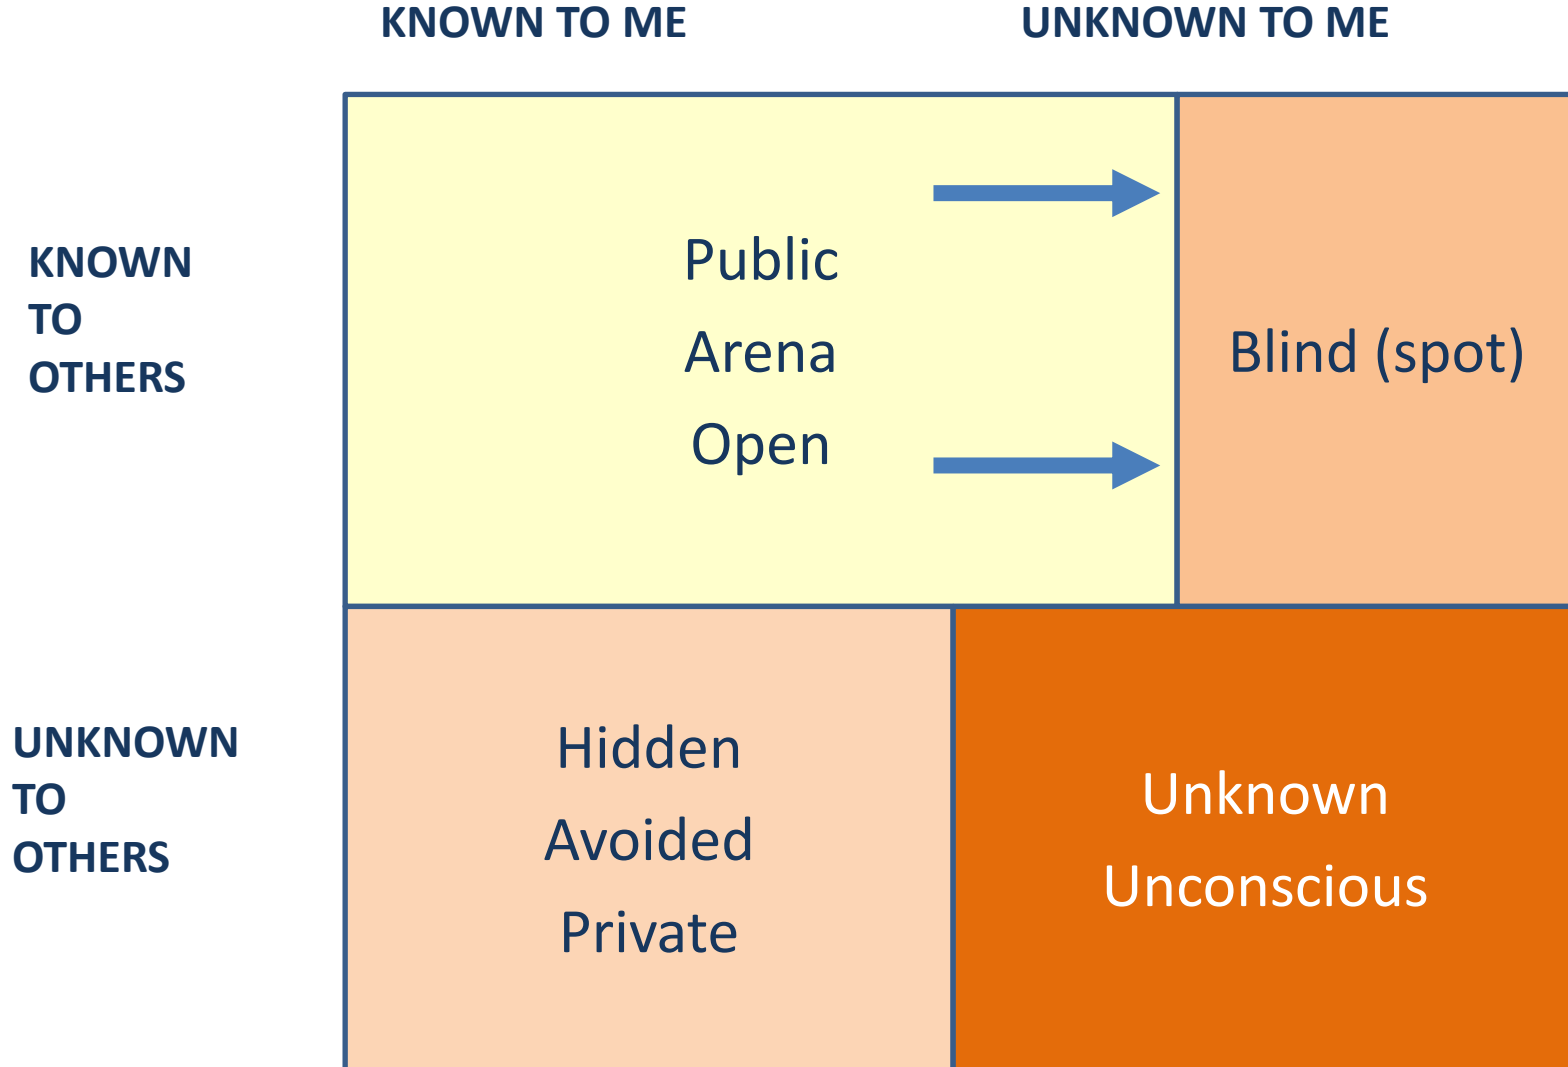 KNOWN TO ME
UNKNOWN TO ME
KNOWN
TO
OTHERS
Public
Arena
Open
Blind (spot)
UNKNOWN
TO
OTHERS
Hidden
Avoided
Private
Unknown
Unconscious